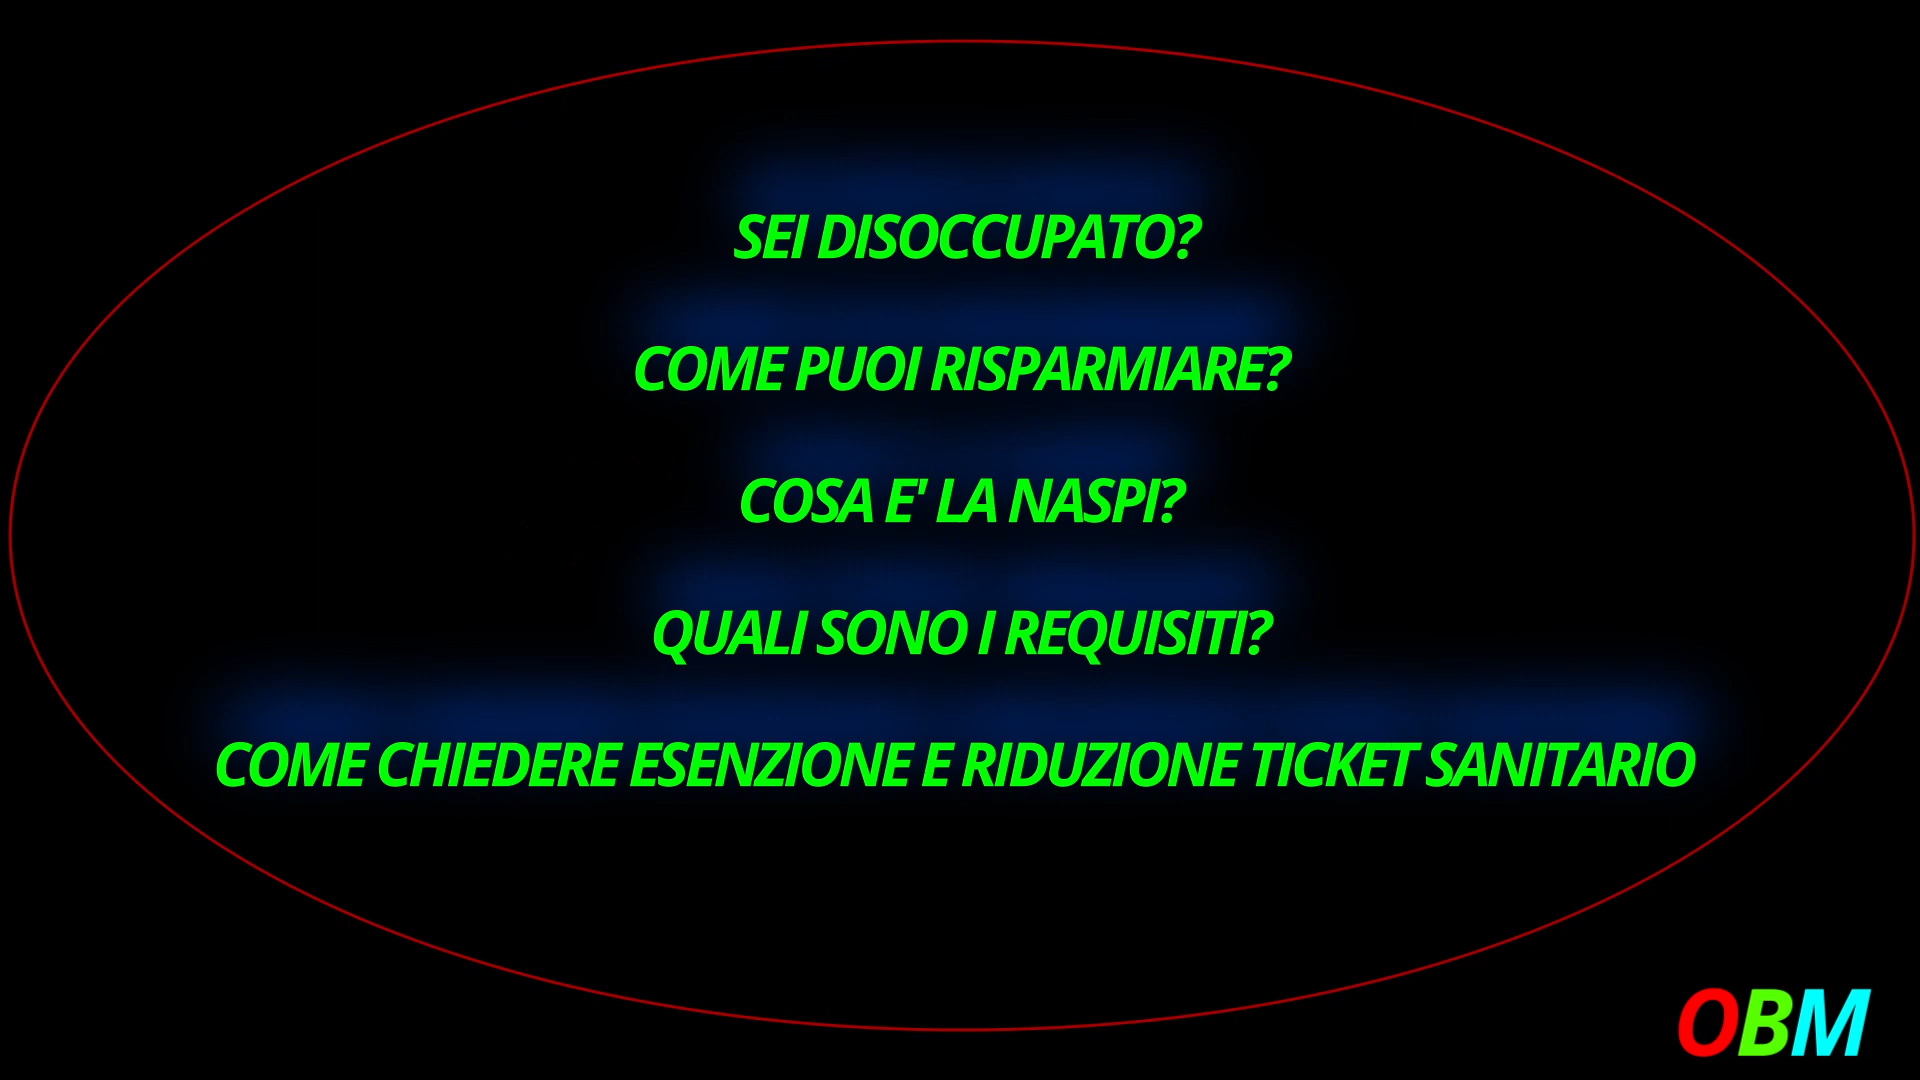 SEI DISOCCUPATO?
COME PUOI RISPARMIARE?
COSA E' LA NASPI?
QUALI SONO I REQUISITI?
COME CHIEDERE ESENZIONE E RIDUZIONE TICKET SANITARIO
OBM